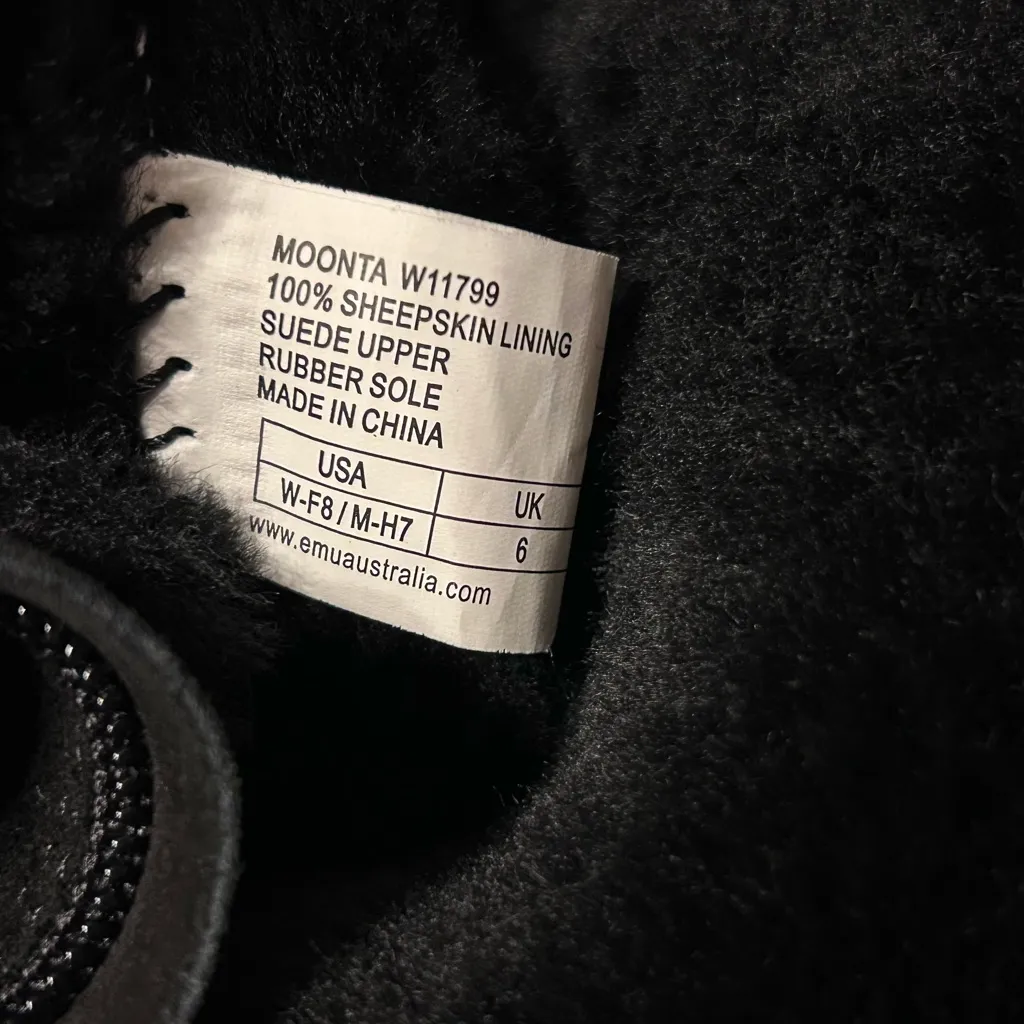 MOONTA W11799
100% SHEEPSKIN LINING
SUEDE UPPER
RUBBER SOLE
MADE IN CHINA
USA UK
W-F8 / M-H7 6
www.emuaustralia.com